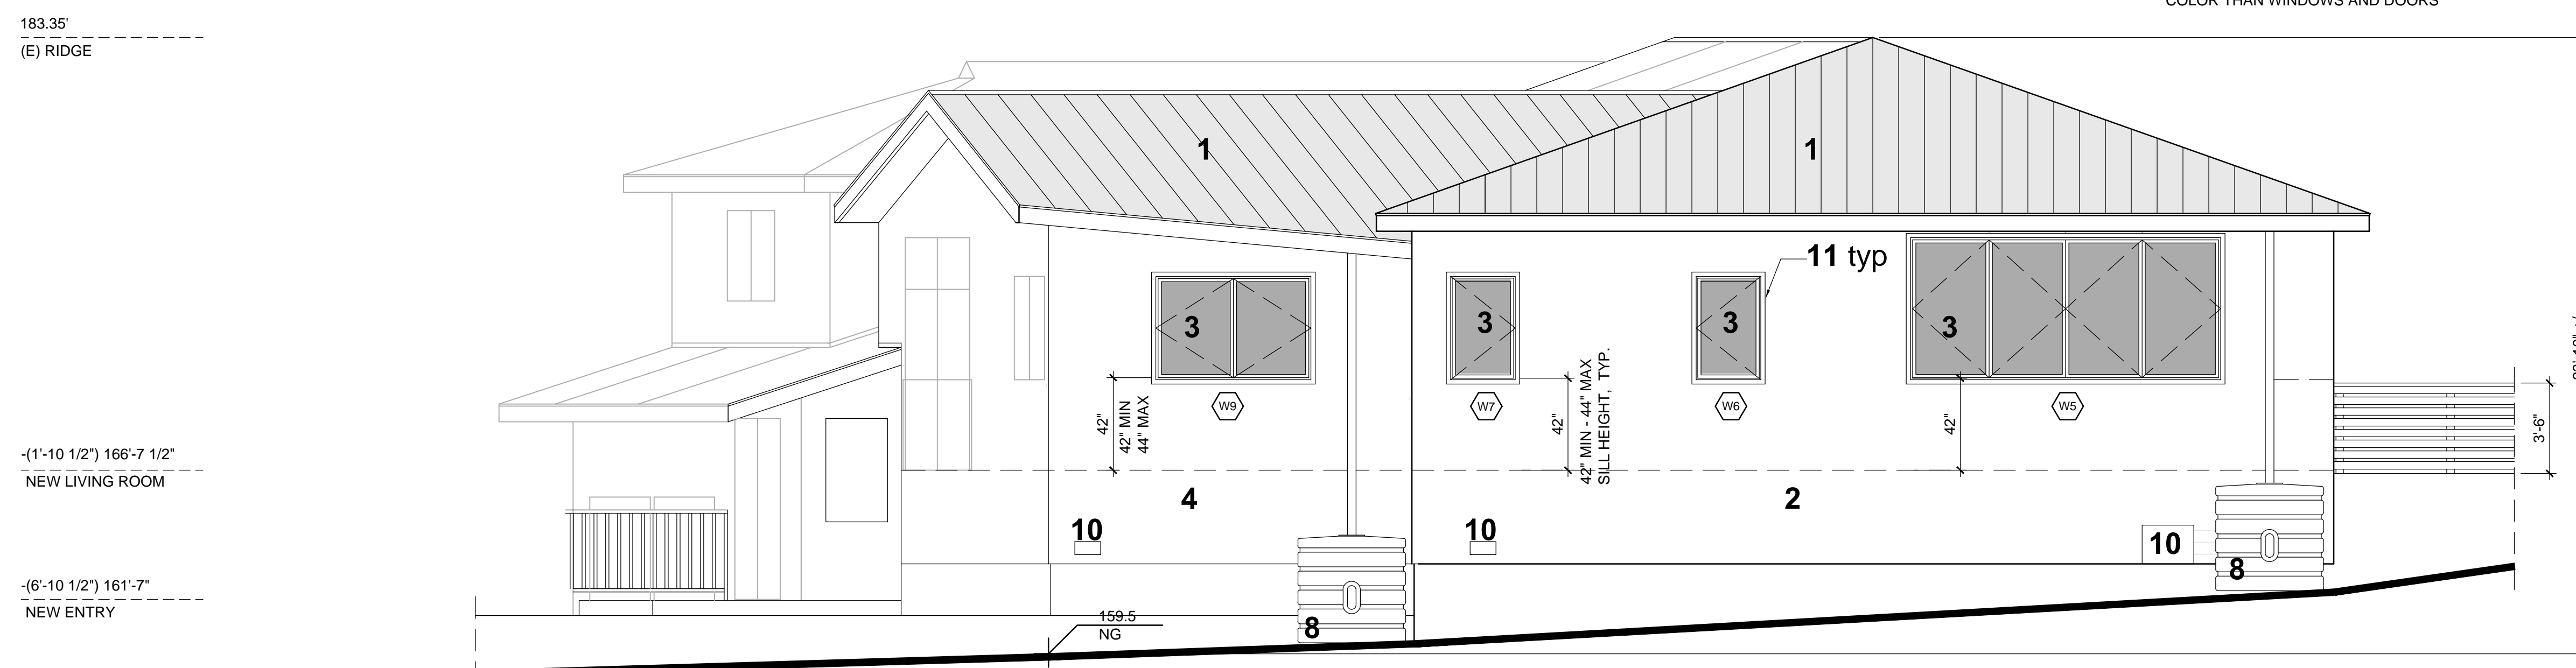 COLOR THAN WINDOWS AND DOORS
183.35'
(E) RIDGE
1
1
11 typ
3
3
3
3
W9
W7
W6
W5
42"
42" MIN
44" MAX
42"
42" MIN - 44" MAX
SILL HEIGHT, TYP.
42"
3'-6"
-(1'-10 1/2") 166'-7 1/2"
NEW LIVING ROOM
4
2
10
10
10
8
8
-(6'-10 1/2") 161'-7"
NEW ENTRY
159.5
NG